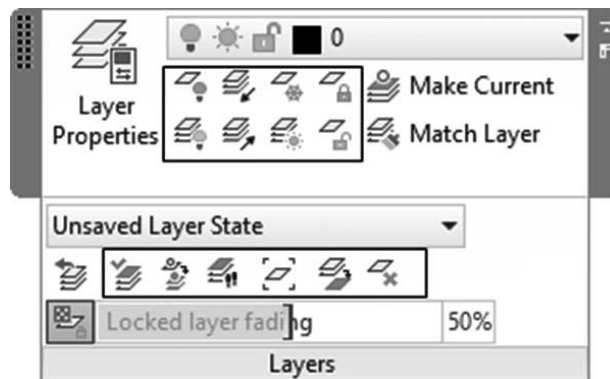 0
Layer
Properties
Make Current
Match Layer
Unsaved Layer State
Locked layer fading
50%
Layers